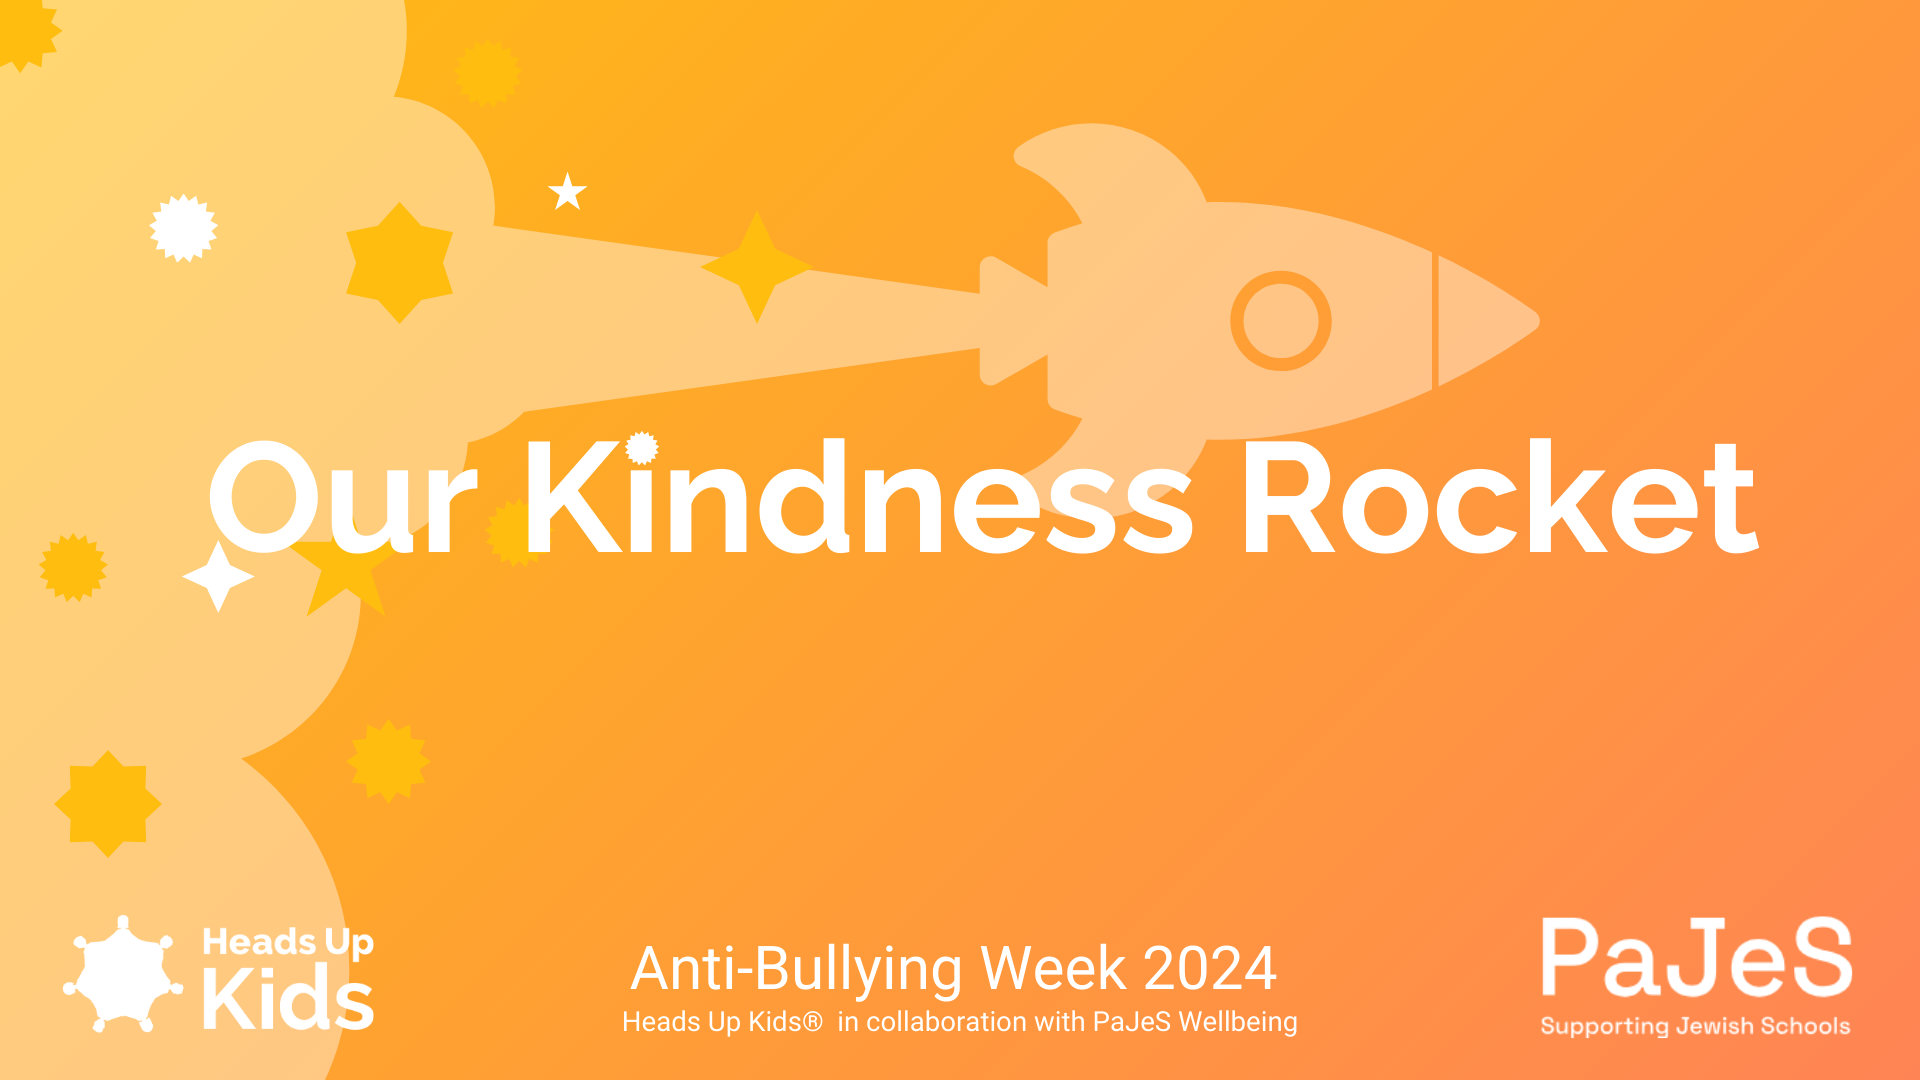 Our Kindness Rocket
Heads Up
Kids
Anti-Bullying Week 2024
Heads Up Kids® in collaboration with PaJeS Wellbeing
PaJeS
Supporting Jewish Schools